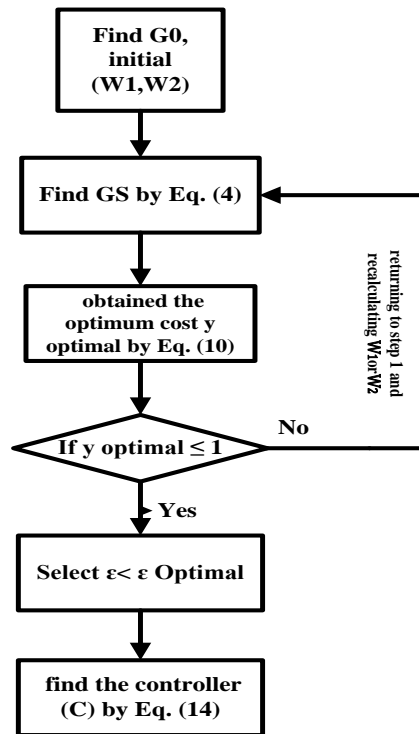 Find G0,
initial
(W1,W2)
Find GS by Eq. (4)
returning to step 1 and
recalculating W1orW2
obtained the
optimum cost y
optimal by Eq. (10)
If y optimal ≤ 1
No
Yes
Select ε< ε Optimal
find the controller
(C) by Eq. (14)